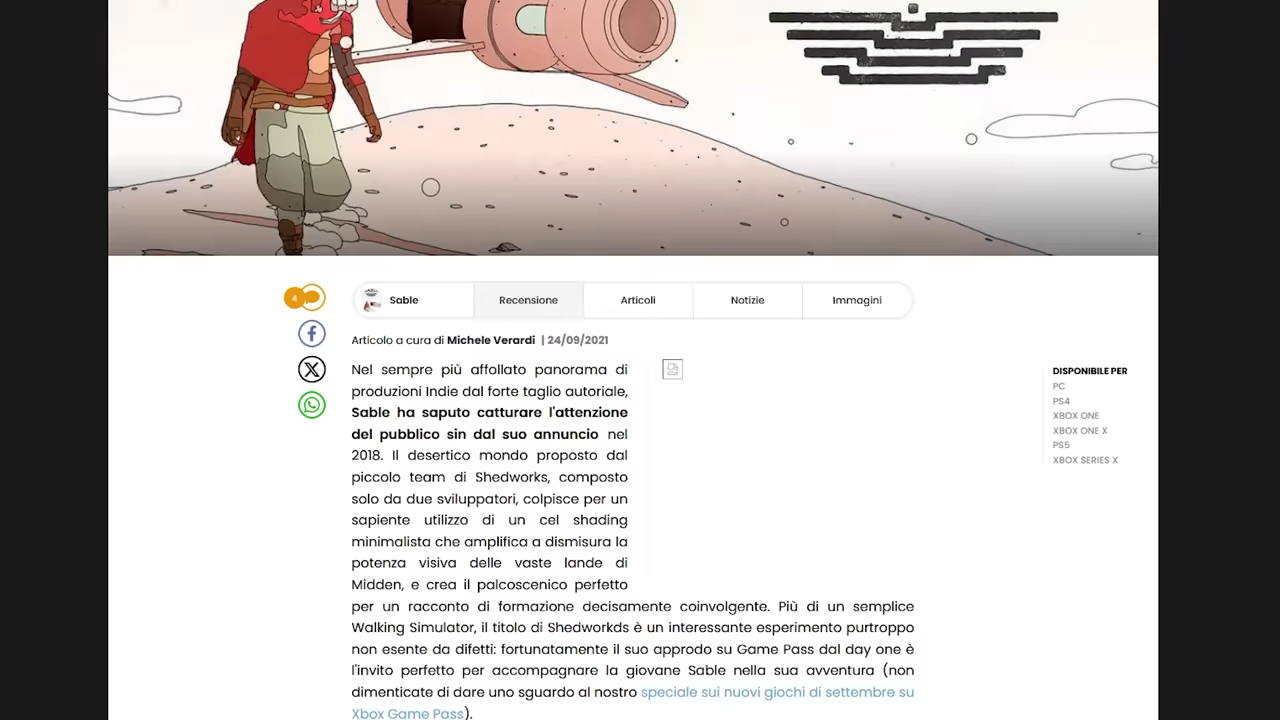 4
Sable
Recensione
Articoli
Notizie
Immagini
Articolo a cura di Michele Verardi | 24/09/2021
Nel sempre più affollato panorama di
produzioni Indie dal forte taglio autoriale,
Sable ha saputo catturare l'attenzione
del pubblico sin dal suo annuncio nel
2018. Il desertico mondo proposto dal
piccolo team di Shedworks, composto
solo da due sviluppatori, colpisce per un
sapiente utilizzo di un cel shading
minimalista che amplifica a dismisura la
potenza visiva delle vaste lande di
Midden, e crea il palcoscenico perfetto
per un racconto di formazione decisamente coinvolgente. Più di un semplice
Walking Simulator, il titolo di Shedworkds è un interessante esperimento purtroppo
non esente da difetti: fortunatamente il suo approdo su Game Pass dal day one è
l'invito perfetto per accompagnare la giovane Sable nella sua avventura (non
dimenticate di dare uno sguardo al nostro speciale sui nuovi giochi di settembre su
Xbox Game Pass).
DISPONIBILE PER
PC
PS4
XBOX ONE
XBOX ONE X
PS5
XBOX SERIES X